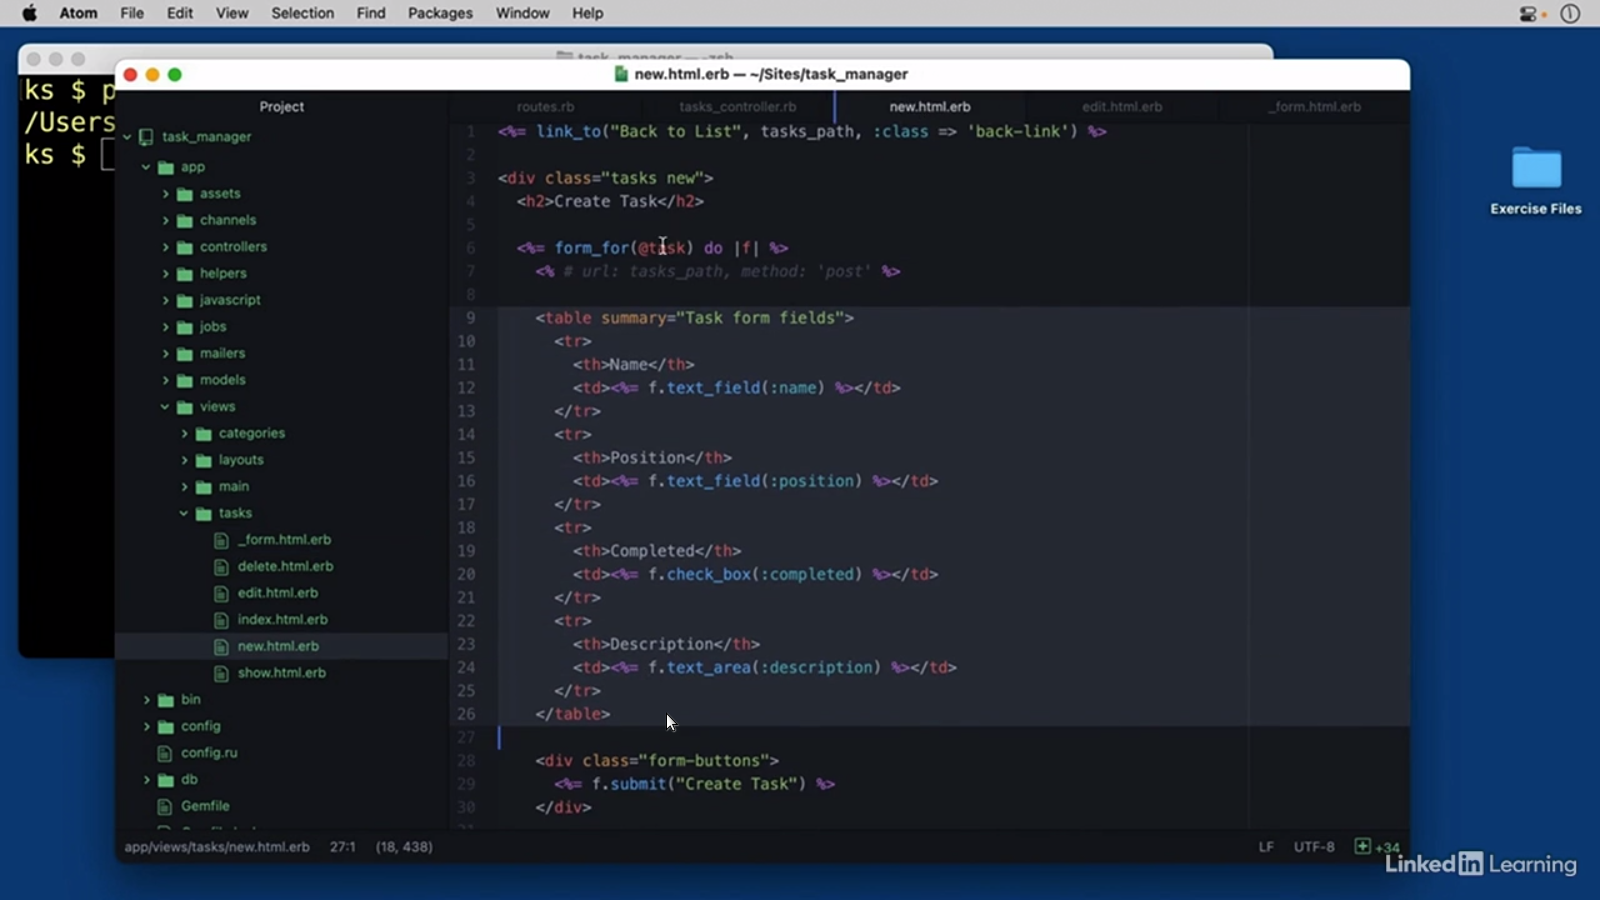 Atom File Edit View Selection Find Packages Window Help
task_manager — -zsh
ks $ p
/Users
ks $
new.html.erb — ~/Sites/task_manager
Project
routes.rb
tasks_controller.rb
new.html.erb
edit.html.erb
_form.html.erb
task_manager
app
assets
channels
controllers
helpers
javascript
jobs
mailers
models
views
categories
layouts
main
tasks
_form.html.erb
delete.html.erb
edit.html.erb
index.html.erb
new.html.erb
show.html.erb
bin
config
config.ru
db
Gemfile
1 <%= link_to("Back to List", tasks_path, :class => 'back-link') %>
2
3 <div class="tasks new">
4 <h2>Create Task</h2>
5
6 <%= form_for(@task) do |f| %>
7 <% # url: tasks_path, method: 'post' %>
8
9 <table summary="Task form fields">
10 <tr>
11 <th>Name</th>
12 <td><%= f.text_field(:name) %></td>
13 </tr>
14 <tr>
15 <th>Position</th>
16 <td><%= f.text_field(:position) %></td>
17 </tr>
18 <tr>
19 <th>Completed</th>
20 <td><%= f.check_box(:completed) %></td>
21 </tr>
22 <tr>
23 <th>Description</th>
24 <td><%= f.text_area(:description) %></td>
25 </tr>
26 </table>
27
28 <div class="form-buttons">
29 <%= f.submit("Create Task") %>
30 </div>
app/views/tasks/new.html.erb 27:1 (18, 438)
LF UTF-8 +34
Exercise Files
LinkedIn Learning